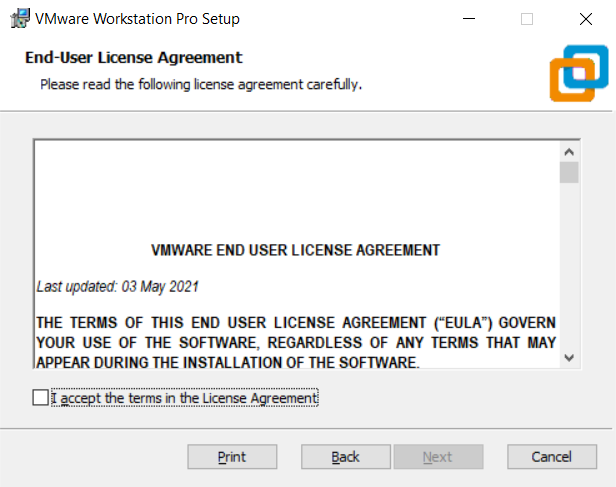 VMware Workstation Pro Setup
End-User License Agreement
Please read the following license agreement carefully.
VMWARE END USER LICENSE AGREEMENT
Last updated: 03 May 2021
THE TERMS OF THIS END USER LICENSE AGREEMENT (“EULA”) GOVERN
YOUR USE OF THE SOFTWARE, REGARDLESS OF ANY TERMS THAT MAY
APPEAR DURING THE INSTALLATION OF THE SOFTWARE.
I accept the terms in the License Agreement
Print Back Next Cancel